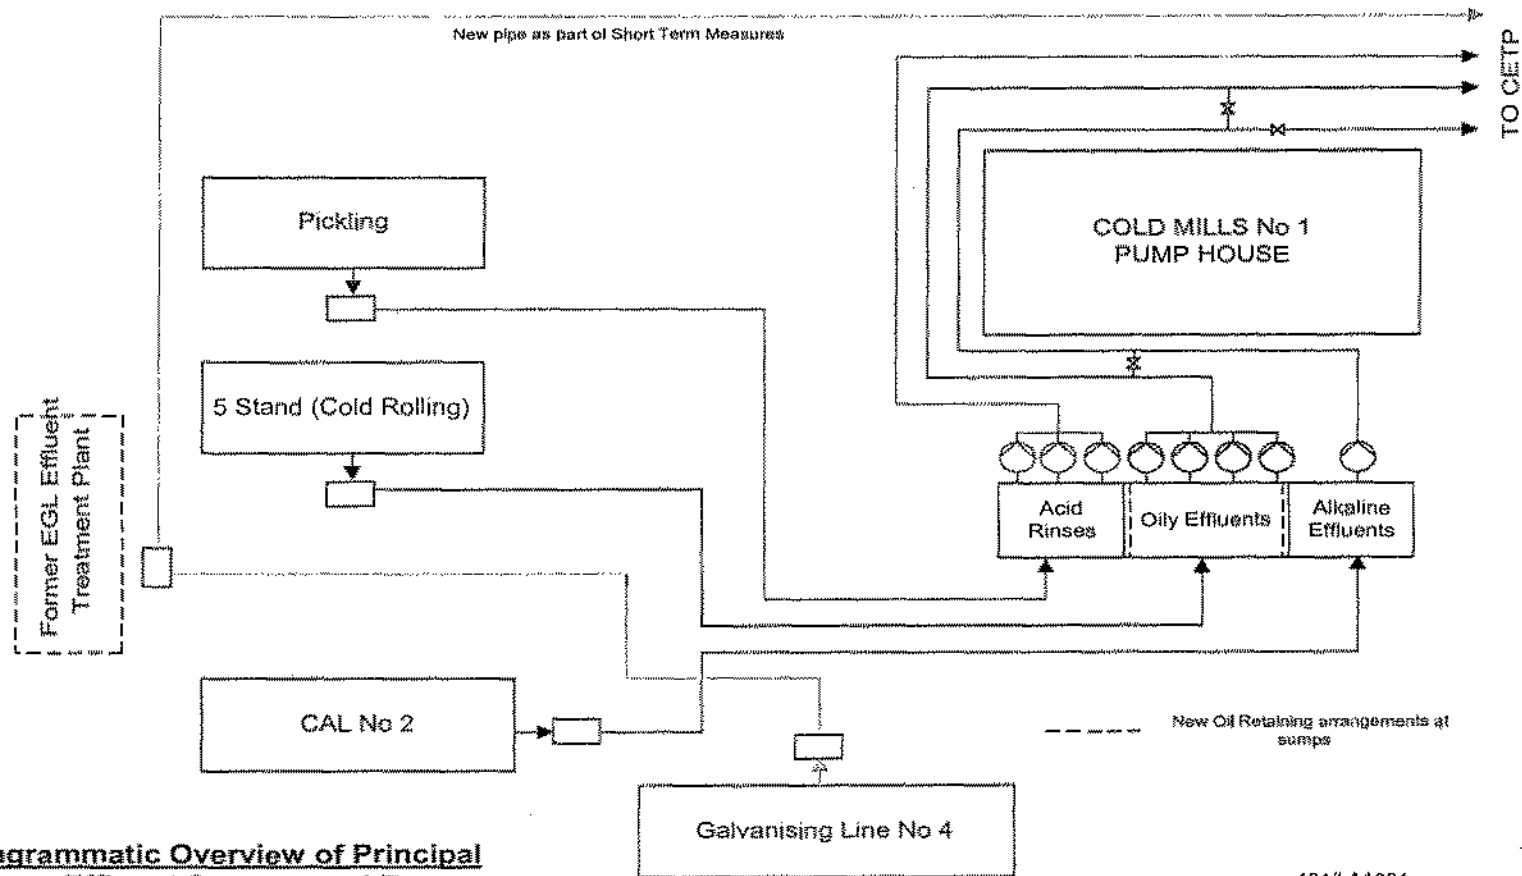 New pipe as part of Short Term Measures
TO CETP
Pickling
COLD MILLS No 1
PUMP HOUSE
5 Stand (Cold Rolling)
Former EGL Effluent
Treatment Plant
Acid
Rinses
Oily Effluents
Alkaline
Effluents
CAL No 2
New Oil Retaining arrangements at
sumps
Galvanising Line No 4
agrammatic Overview of Principal